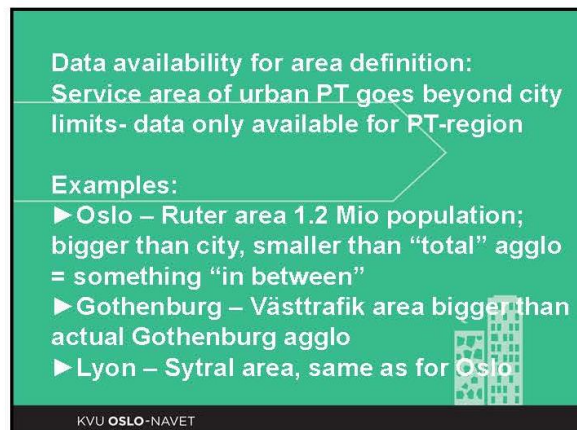 Data availability for area definition:
Service area of urban PT goes beyond city
limits- data only available for PT-region
Examples:
►Oslo – Ruter area 1.2 Mio population;
bigger than city, smaller than “total” agglo
= something “in between”
►Gothenburg – Västtrafik area bigger than
actual Gothenburg agglo
►Lyon – Sytral area, same as for Oslo
KVU OSLO-NAVET